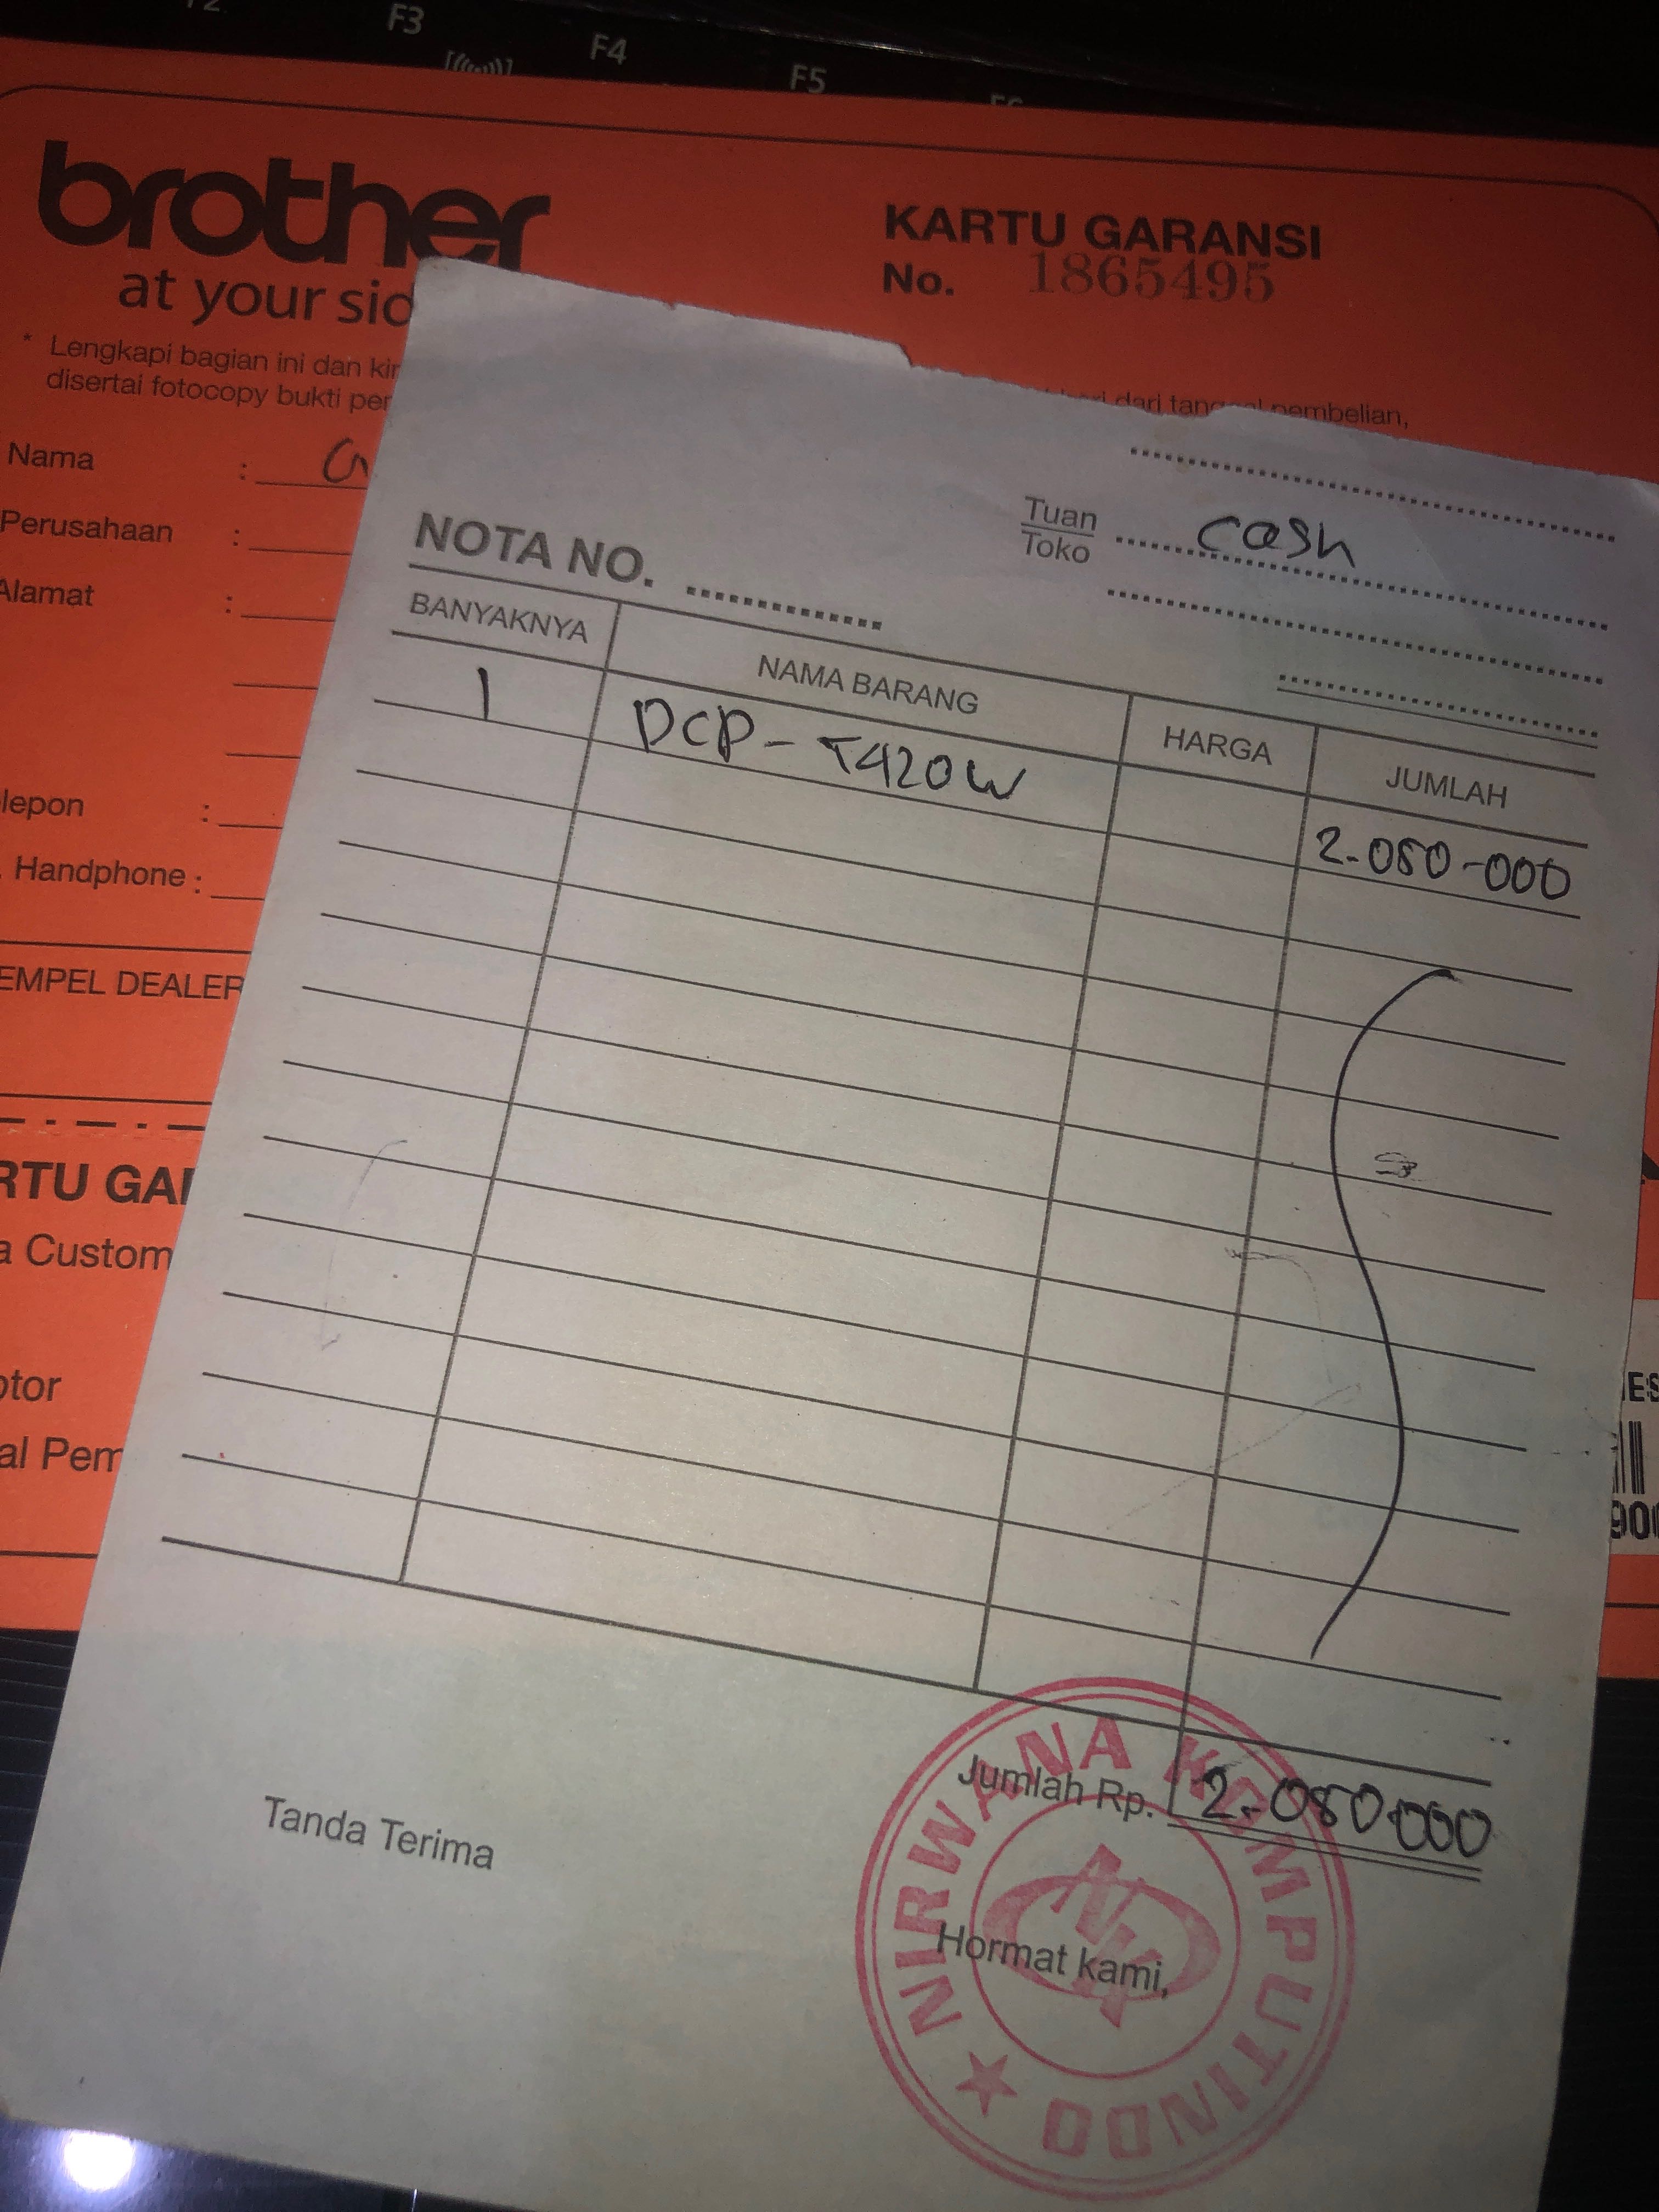 F3
F4
F5
brother
at your sid
KARTU GARANSI
No. 1865495
* Lengkapi bagian ini dan kir
disertai fotocopy bukti per
dari tanggal pembelian,
Nama : G
Perusahaan :
Alamat :
lepon :
. Handphone :
EMPEL DEALER
RTU GA
a Custom
otor
al Pem
NOTA NO.
Tuan
Toko
cash
BANYAKNYA NAMA BARANG HARGA JUMLAH
1 DCP-T420W 2.050-000
Jumlah Rp. 2.050.000
Tanda Terima
Hormat kami,
NIRWANA KOMPUTINDO
NK
ES
900